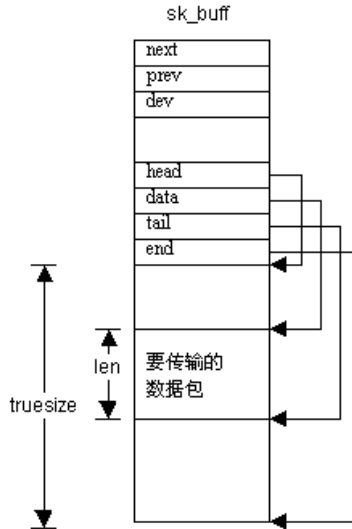 sk_buff
next
prev
dev
head
data
tail
end
len
要传输的
数据包
truesize